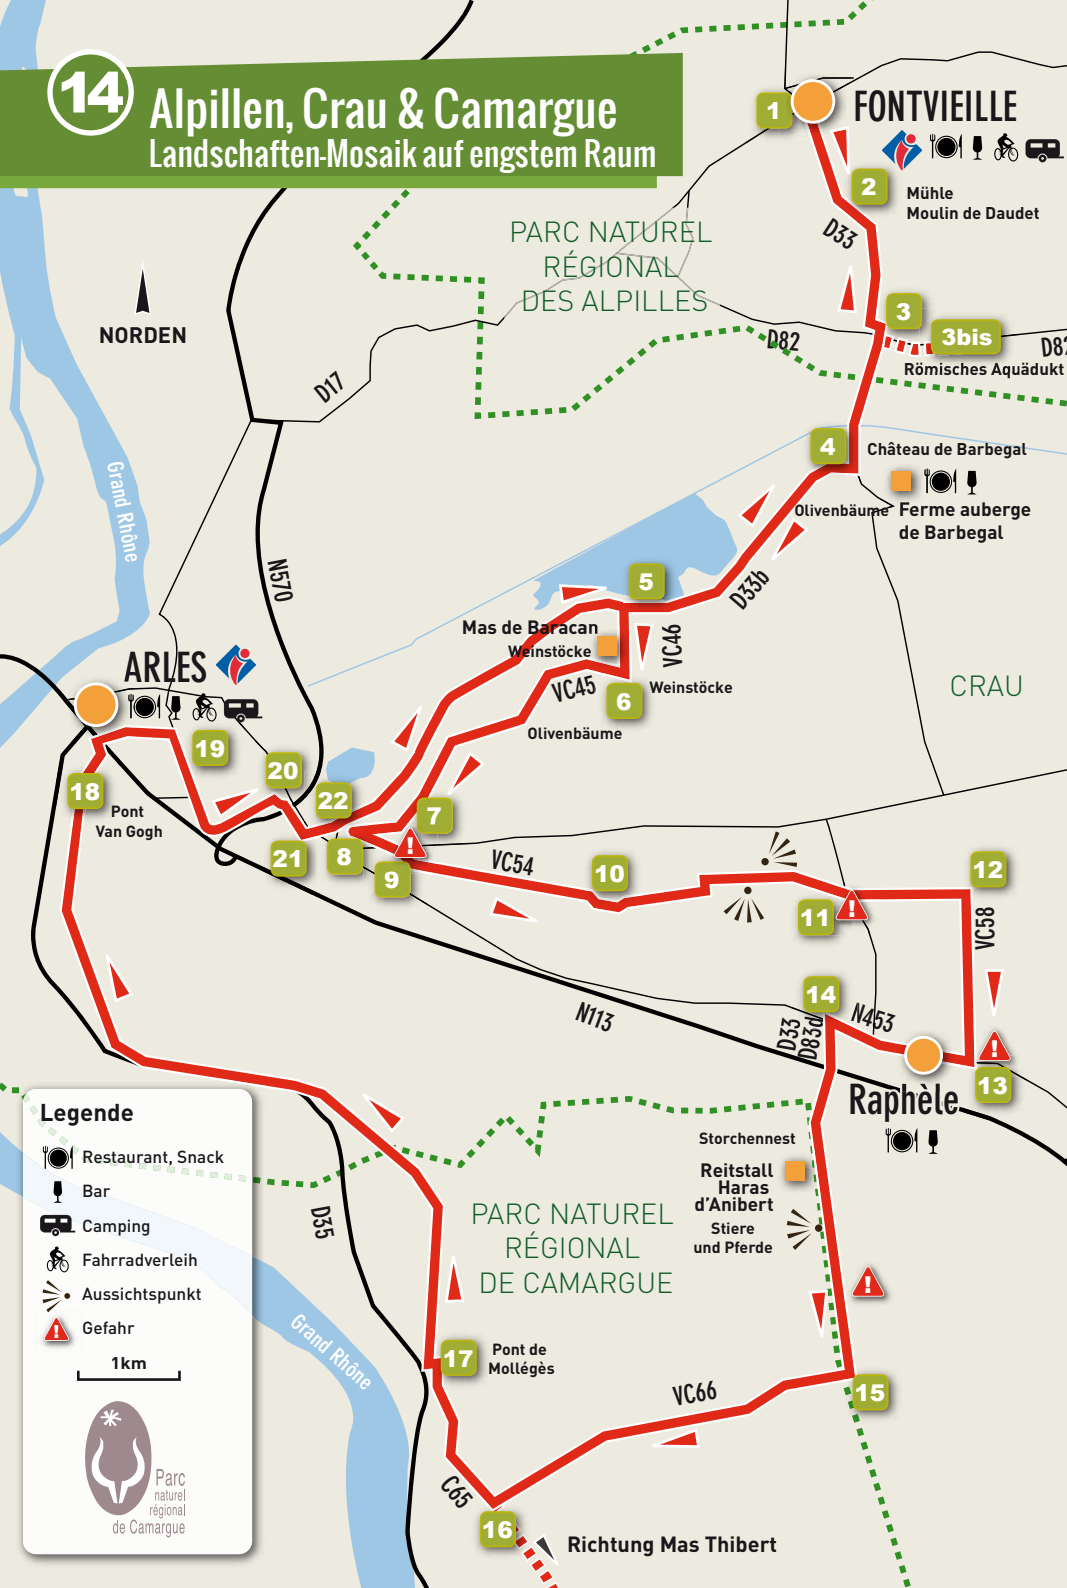 14
Alpillen, Crau & Camargue
Landschaften-Mosaik auf engstem Raum
1
FONTVIEILLE
2
Mühle
Moulin de Daudet
D33
PARC NATUREL
RÉGIONAL
DES ALPILLES
NORDEN
3
3bis
D82
D82
Römisches Aquädukt
D17
4
Château de Barbegal
Olivenbäume
Ferme auberge
de Barbegal
Grand Rhône
N570
5
D33b
Mas de Baracan
Weinstöcke
VC46
VC45
6
Weinstöcke
CRAU
ARLES
Olivenbäume
19
20
18
Pont
Van Gogh
22
7
21
8
9
VC54
10
12
11
VC58
14
N453
D33
D83d
N113
13
Raphèle
Legende
Restaurant, Snack
Bar
Camping
Fahrradverleih
Aussichtspunkt
Gefahr
1km
Parc
naturel
régional
de Camargue
Storchennest
Reitstall
Haras
d'Anibert
Stiere
und Pferde
D35
PARC NATUREL
RÉGIONAL
DE CAMARGUE
Grand Rhône
17
Pont de
Mollégès
VC66
15
C65
16
Richtung Mas Thibert